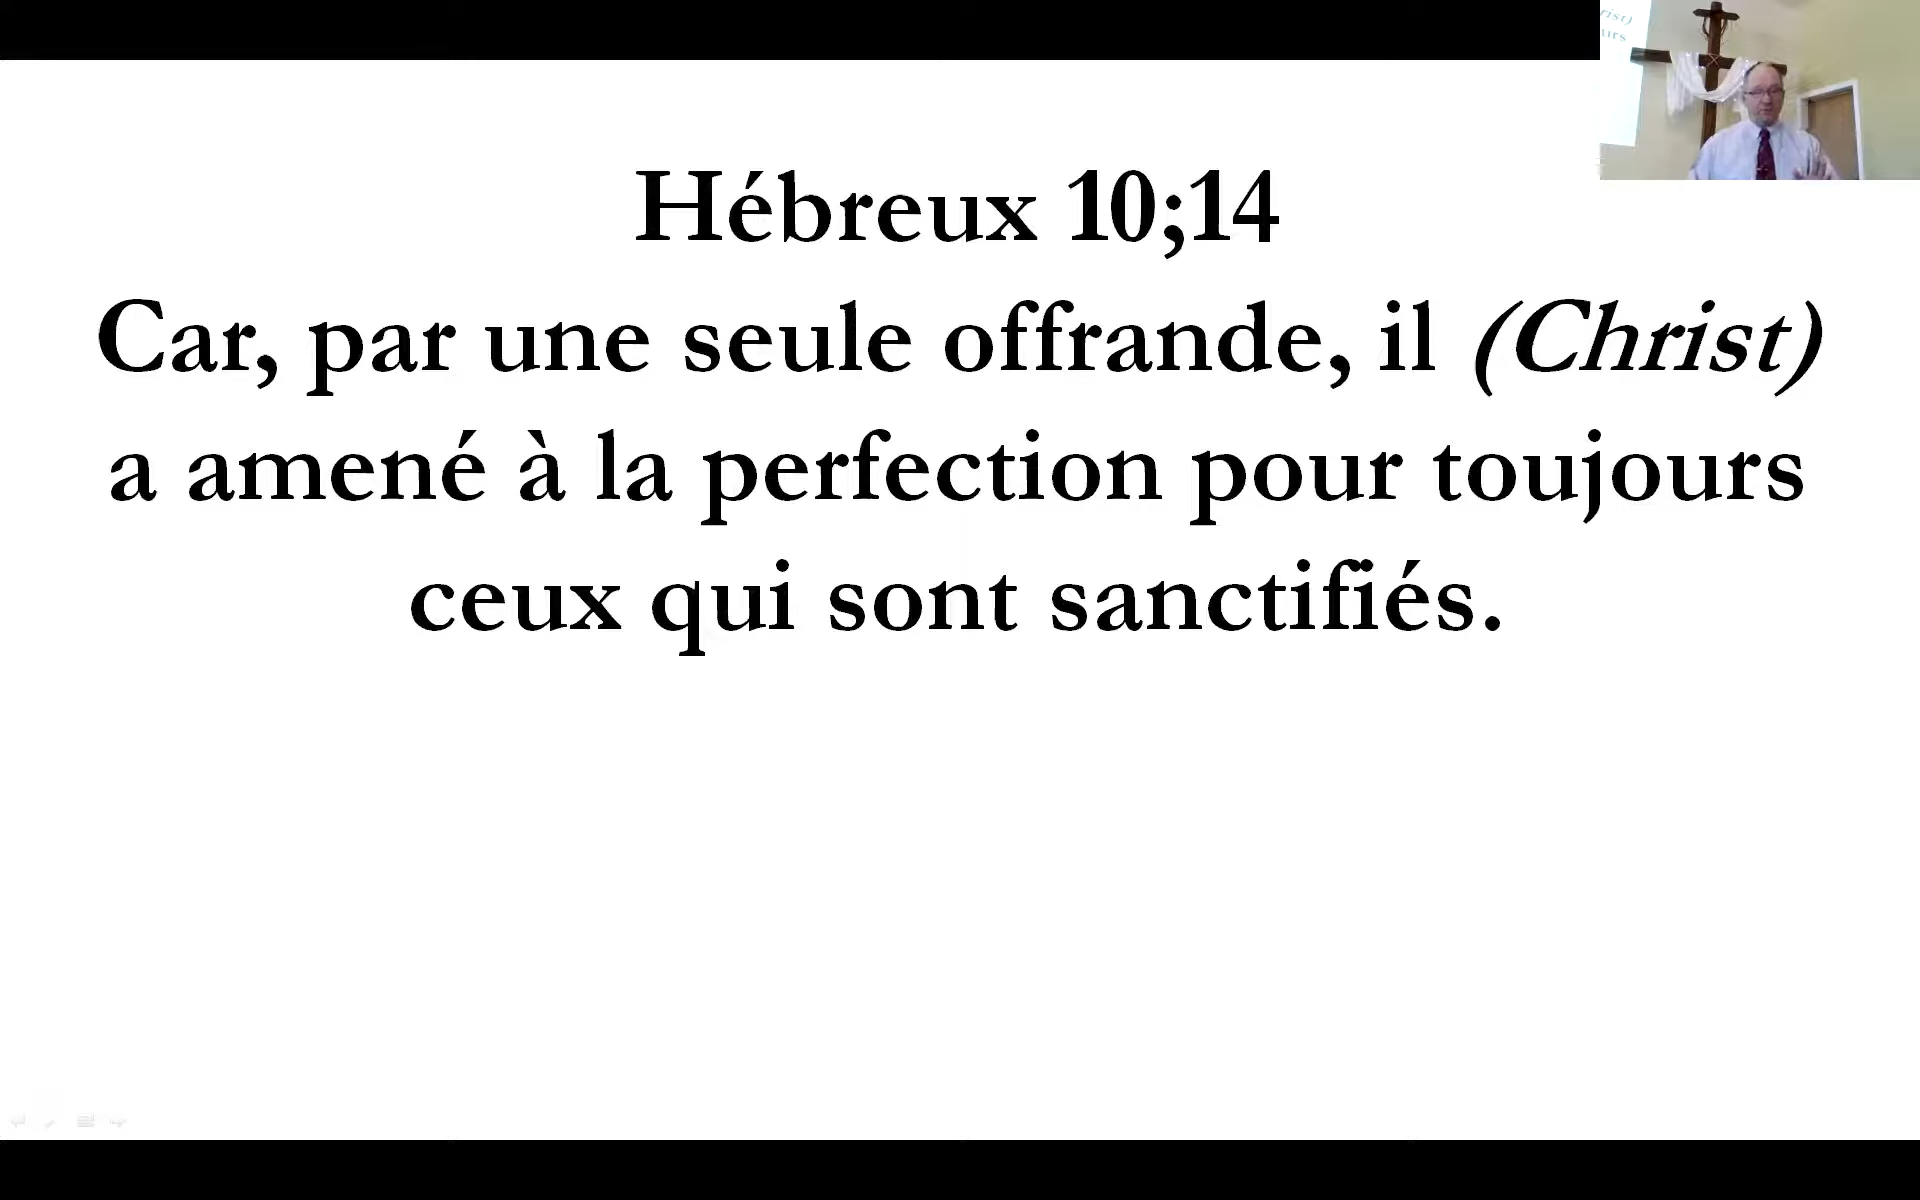 Hébreux 10;14
Car, par une seule offrande, il (Christ)
a amené à la perfection pour toujours
ceux qui sont sanctifiés.